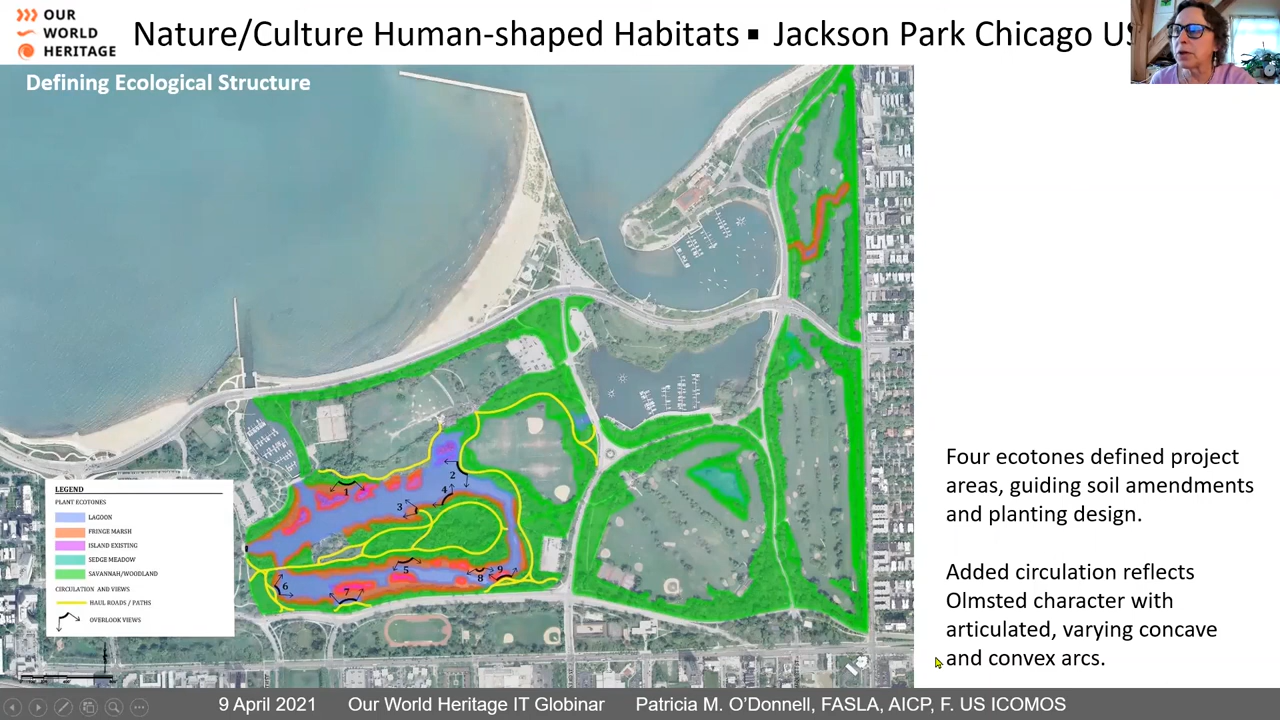 OUR
WORLD
HERITAGE
Nature/Culture Human-shaped Habitats ▪ Jackson Park Chicago US
Defining Ecological Structure
1
2
3
4
5
6
7
8
9
LEGEND
PLANT ECOTONES
LAGOON
FRINGE MARSH
ISLAND EXISTING
SEDGE MEADOW
SAVANNAH/WOODLAND
CIRCULATION AND VIEWS
HAUL ROADS / PATHS
OVERLOOK VIEWS
Four ecotones defined project
areas, guiding soil amendments
and planting design.
Added circulation reflects
Olmsted character with
articulated, varying concave
and convex arcs.
9 April 2021 Our World Heritage IT Globinar Patricia M. O’Donnell, FASLA, AICP, F. US ICOMOS